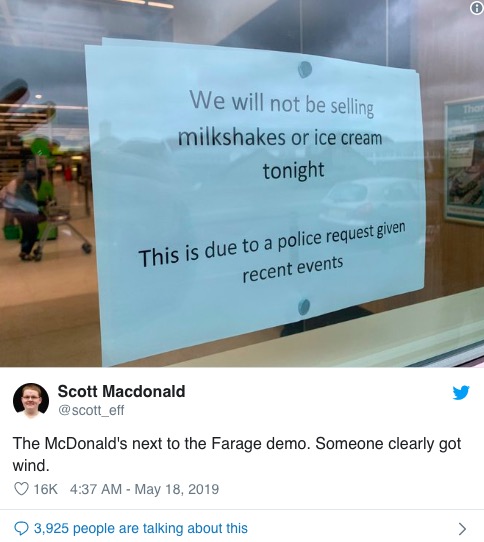 We will not be selling
milkshakes or ice cream
tonight
This is due to a police request given
recent events
Scott Macdonald
@scott_eff
The McDonald's next to the Farage demo. Someone clearly got
wind.
16K 4:37 AM - May 18, 2019
3,925 people are talking about this